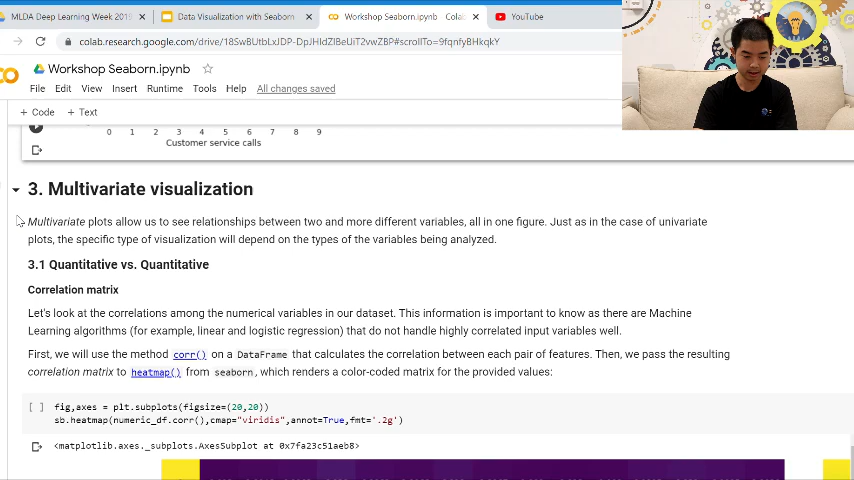 MLDA Deep Learning Week 2019
Data Visualization with Seaborn
Workshop Seaborn.ipynb - Colab
YouTube
colab.research.google.com/drive/18SwBUtbLxJDP-DpJHldZlBeUiT2vwZBP#scrollTo=9fqnfyBHkqkY
Workshop Seaborn.ipynb
File Edit View Insert Runtime Tools Help All changes saved
+ Code + Text
0 1 2 3 4 5 6 7 8 9
Customer service calls
3. Multivariate visualization
Multivariate plots allow us to see relationships between two and more different variables, all in one figure. Just as in the case of univariate
plots, the specific type of visualization will depend on the types of the variables being analyzed.
3.1 Quantitative vs. Quantitative
Correlation matrix
Let's look at the correlations among the numerical variables in our dataset. This information is important to know as there are Machine
Learning algorithms (for example, linear and logistic regression) that do not handle highly correlated input variables well.
First, we will use the method corr() on a DataFrame that calculates the correlation between each pair of features. Then, we pass the resulting
correlation matrix to heatmap() from seaborn, which renders a color-coded matrix for the provided values:
[ ] fig,axes = plt.subplots(figsize=(20,20))
sb.heatmap(numeric_df.corr(),cmap="viridis",annot=True,fmt='.2g')
<matplotlib.axes._subplots.AxesSubplot at 0x7fa23c51aeb8>